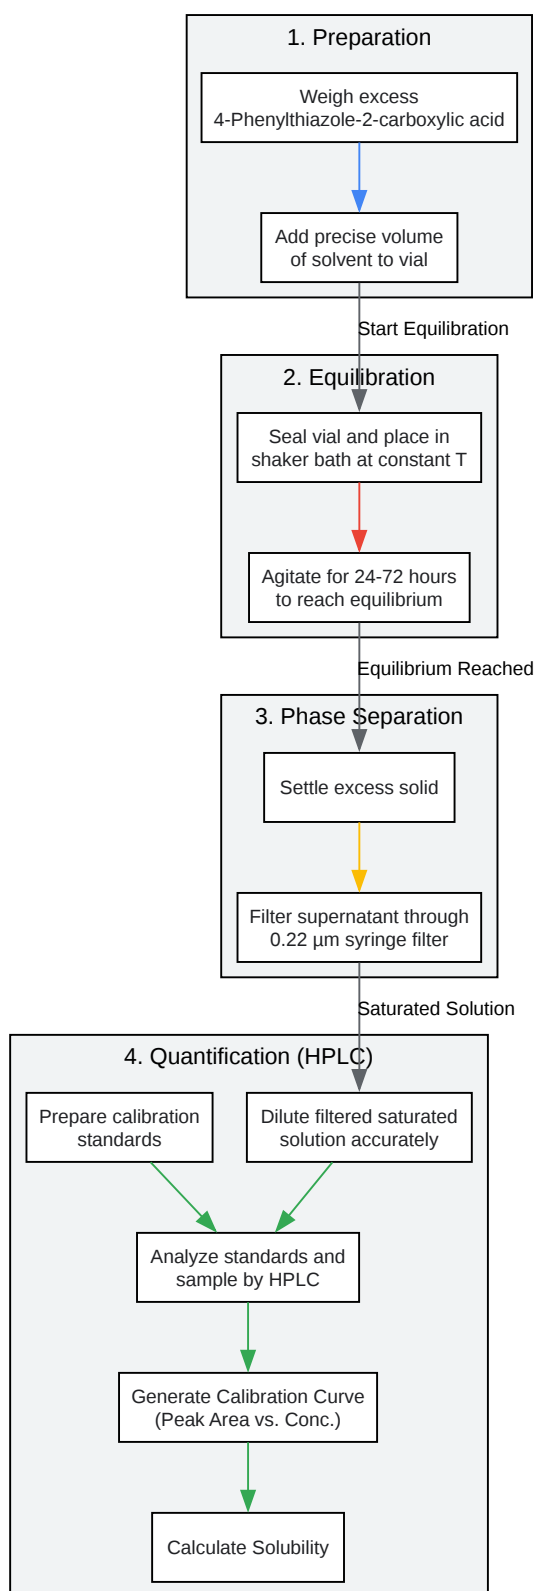 1. Preparation
Weigh excess
4-Phenylthiazole-2-carboxylic acid
Add precise volume
of solvent to vial
Start Equilibration
2. Equilibration
Seal vial and place in
shaker bath at constant T
Agitate for 24-72 hours
to reach equilibrium
Equilibrium Reached
3. Phase Separation
Settle excess solid
Filter supernatant through
0.22 µm syringe filter
Saturated Solution
4. Quantification (HPLC)
Prepare calibration
standards
Dilute filtered saturated
solution accurately
Analyze standards and
sample by HPLC
Generate Calibration Curve
(Peak Area vs. Conc.)
Calculate Solubility